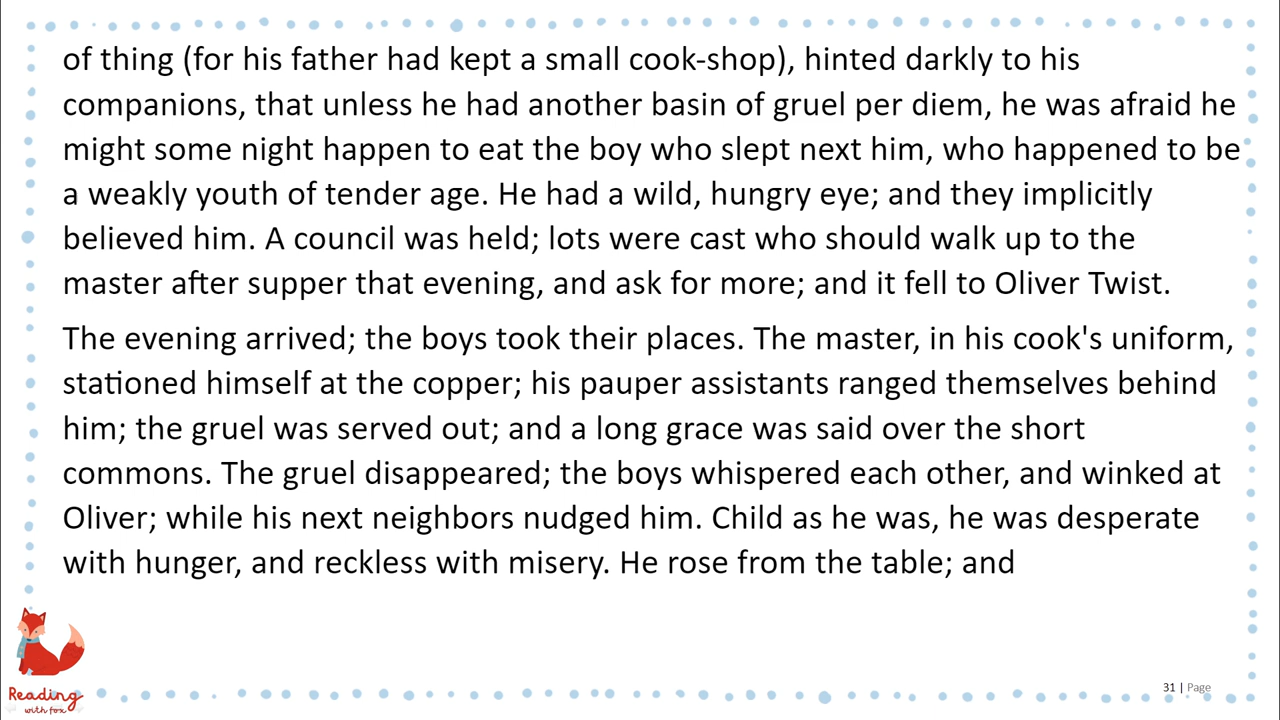 of thing (for his father had kept a small cook-shop), hinted darkly to his
companions, that unless he had another basin of gruel per diem, he was afraid he
might some night happen to eat the boy who slept next him, who happened to be
a weakly youth of tender age. He had a wild, hungry eye; and they implicitly
believed him. A council was held; lots were cast who should walk up to the
master after supper that evening, and ask for more; and it fell to Oliver Twist.
The evening arrived; the boys took their places. The master, in his cook's uniform,
stationed himself at the copper; his pauper assistants ranged themselves behind
him; the gruel was served out; and a long grace was said over the short
commons. The gruel disappeared; the boys whispered each other, and winked at
Oliver; while his next neighbors nudged him. Child as he was, he was desperate
with hunger, and reckless with misery. He rose from the table; and
31 | Page
Reading
with fox